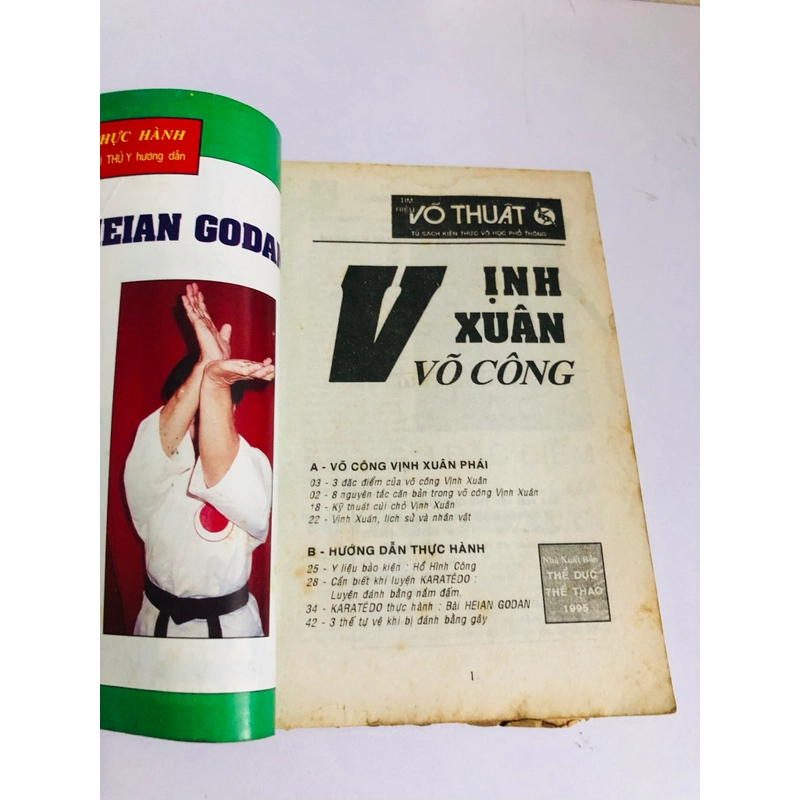 HỰC HÀNH
THỦ Y hướng dẫn
HEIAN GODAN
TÌM
HIỂU
VÕ THUẬT
TỦ SÁCH KIẾN THỨC VÕ HỌC PHỔ THÔNG
VỊNH
XUÂN
VÕ CÔNG
A - VÕ CÔNG VỊNH XUÂN PHÁI
03 - 3 đặc điểm của võ công Vịnh Xuân
02 - 8 nguyên tắc căn bản trong võ công Vịnh Xuân
18 - Kỹ thuật cùi chỏ Vịnh Xuân
22 - Vịnh Xuân, lịch sử và nhân vật
B - HƯỚNG DẪN THỰC HÀNH
25 - Y liệu bảo kiện : Hổ Hình Công
28 - Cần biết khi luyện KARATÉDO :
Luyện đánh bằng nắm đấm.
34 - KARATÉDO thực hành : Bài HEIAN GODAN
42 - 3 thế tự vệ khi bị đánh bằng gậy
Nhà Xuất Bản
THỂ DỤC
THỂ THAO
1995
1